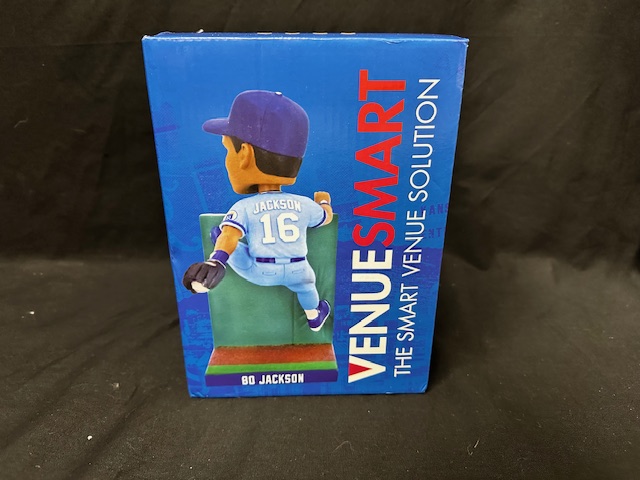 JACKSON
16
BO JACKSON
VENUESMART
THE SMART VENUE SOLUTION